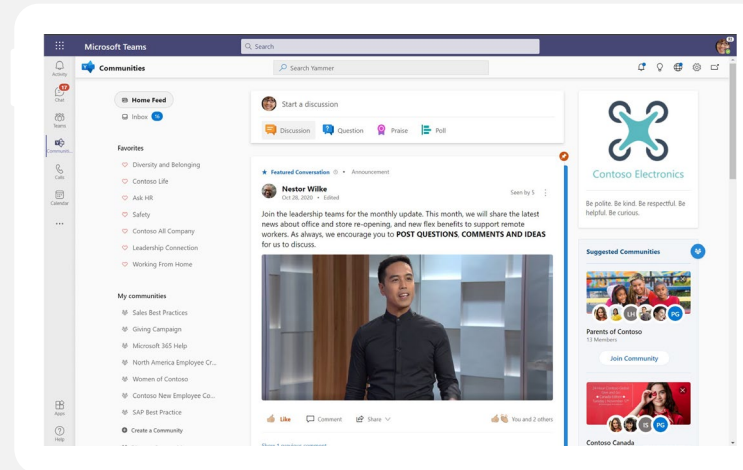 Microsoft Teams
Search
Activity
17
Chat
Teams
Communiti...
Calls
Calendar
Apps
Help
Communities
Search Yammer
Home Feed
Inbox
16
Favorites
Diversity and Belonging
Contoso Life
Ask HR
Safety
Contoso All Company
Leadership Connection
Working From Home
My communities
Sales Best Practices
Giving Campaign
Microsoft 365 Help
North America Employee Cr...
Women of Contoso
Contoso New Employee Co...
SAP Best Practice
Create a Community
Start a discussion
Discussion
Question
Praise
Poll
Featured Conversation
Announcement
Nestor Wilke
Oct 28, 2020 • Edited
Seen by 5
Join the leadership teams for the monthly update. This month, we will share the latest
news about office and store re-opening, and new flex benefits to support remote
workers. As always, we encourage you to POST QUESTIONS, COMMENTS AND IDEAS
for us to discuss.
Like
Comment
Share
You and 2 others
Contoso Electronics
Be polite. Be kind. Be respectful. Be
helpful. Be curious.
Suggested Communities
LH
PG
Parents of Contoso
13 Members
Join Community
IS
PG
Contoso Canada